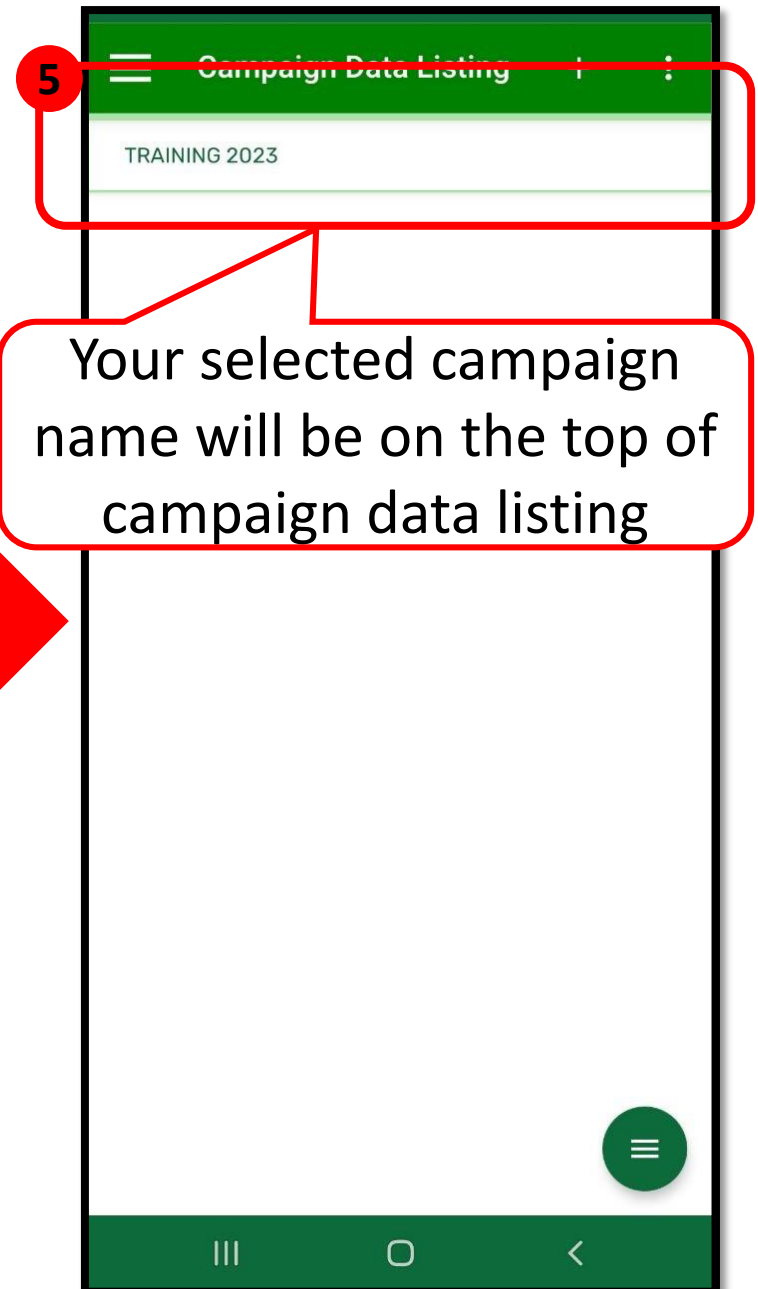 5
Campaign Data Listing
TRAINING 2023
Your selected campaign
name will be on the top of
campaign data listing